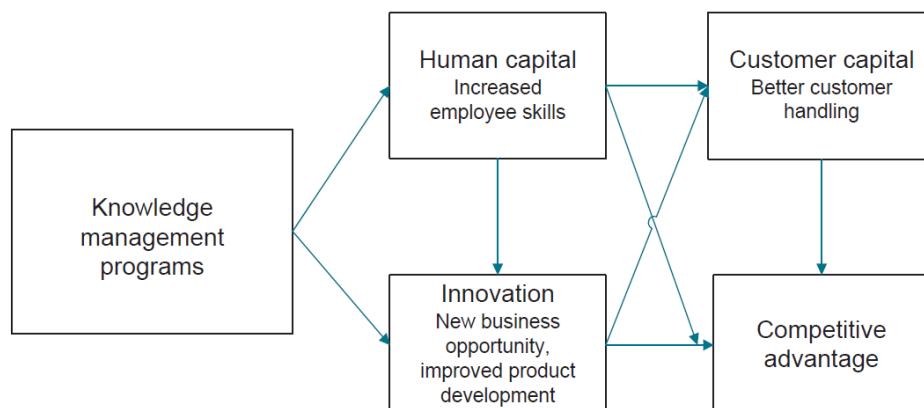 Knowledge
management
programs
Human capital
Increased
employee skills
Innovation
New business
opportunity,
improved product
development
Customer capital
Better customer
handling
Competitive
advantage